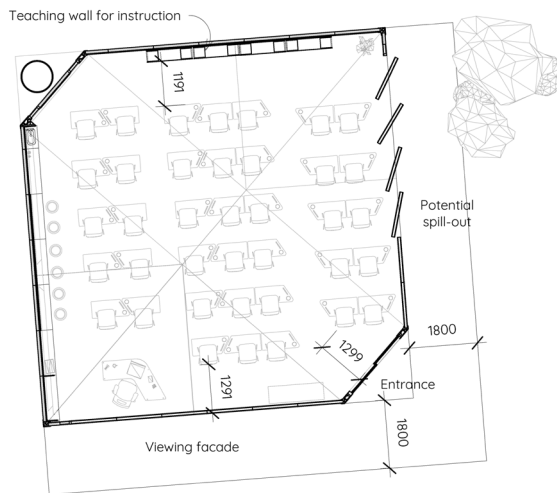 Teaching wall for instruction
1191
Potential
spill-out
1800
1299
1291
Entrance
1800
Viewing facade